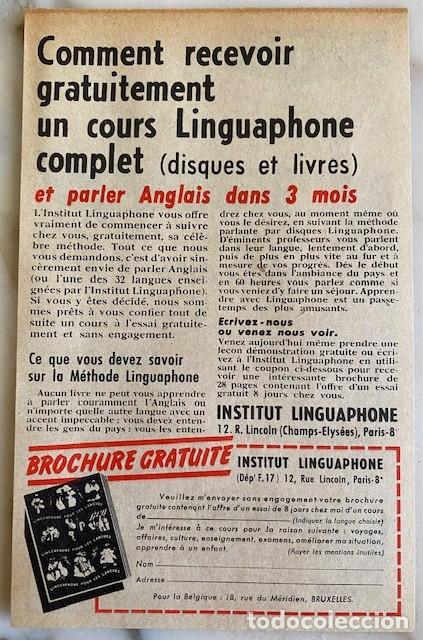 Comment recevoir
gratuitement
un cours Linguaphone
complet (disques et livres)
et parler Anglais dans 3 mois
L'Institut Linguaphone vous offre
vraiment de commencer à suivre
chez vous, gratuitement, sa célè-
bre méthode. Tout ce que nous
vous demandons, c'est d'avoir sin-
cèrement envie de parler Anglais
(ou l'une des 32 langues ensei-
gnées par l'Institut Linguaphone).
Si vous y êtes décidé, nous som-
mes prêts à vous confier tout de
suite un cours à l'essai gratuite-
ment et sans engagement.
Ce que vous devez savoir
sur la Méthode Linguaphone
Aucun livre ne peut vous apprendre
à parler couramment l'Anglais ou
n'importe quelle autre langue avec un
accent impeccable ; vous devez enten-
dre les gens du pays : vous les enten-
drez chez vous, au moment même où
vous le désirez, en suivant la méthode
parlante par disques Linguaphone.
D'éminents professeurs vous parlent
dans leur langue, lentement d'abord,
puis de plus en plus vite au fur et à
mesure de vos progrès. Dès le début
vous êtes dans l'ambiance du pays et
en 60 heures vous parlez comme si
vous veniez d'y faire un séjour. Appren-
dre avec Linguaphone est un passe-
temps des plus amusants.
Ecrivez-nous
ou venez nous voir.
Venez aujourd'hui même prendre une
leçon démonstration gratuite ou écri-
vez à l'Institut Linguaphone en utili-
sant le coupon ci-dessous pour rece-
voir une intéressante brochure de
28 pages contenant l'offre d'un essai
gratuit 8 jours chez vous.
INSTITUT LINGUAPHONE
12. R. Lincoln (Champs-Elysées), Paris-8e
BROCHURE GRATUITE
INSTITUT LINGUAPHONE
(Dép' F.17) 12, Rue Lincoln, Paris-8e
Veuillez m'envoyer sans engagement votre brochure
gratuite contenant l'offre d'un essai de 8 jours chez moi d'un cours
de (Indiquer la langue choisie)
Je m'intéresse à ce cours pour la raison suivante : voyages,
affaires, culture, enseignement, examens, améliorer ma situation,
apprendre à un enfant. (Rayer les mentions inutiles)
Nom
Adresse
Pour la Belgique : 18, rue du Méridien, BRUXELLES.
LINGUAPHONE POUR LES LANGUES
LINGUAPHONE POUR LES LANGUES
todocoleccion
todocoleccion.net